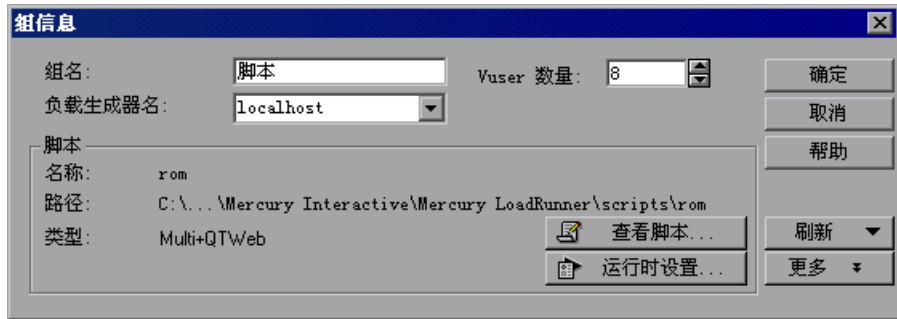 组信息
组名: 脚本 Vuser 数量: 8 确定
负载生成器名: localhost 取消
脚本 帮助
名称: rom
路径: C:\...\Mercury Interactive\Mercury LoadRunner\scripts\rom
类型: Multi+QTWeb 查看脚本... 刷新
运行时设置... 更多